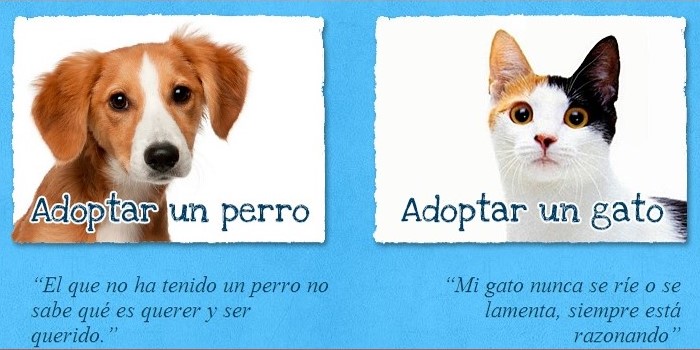 Adoptar un perro
“El que no ha tenido un perro no
sabe qué es querer y ser
querido.”
Adoptar un gato
“Mi gato nunca se ríe o se
lamenta, siempre está
razonando”